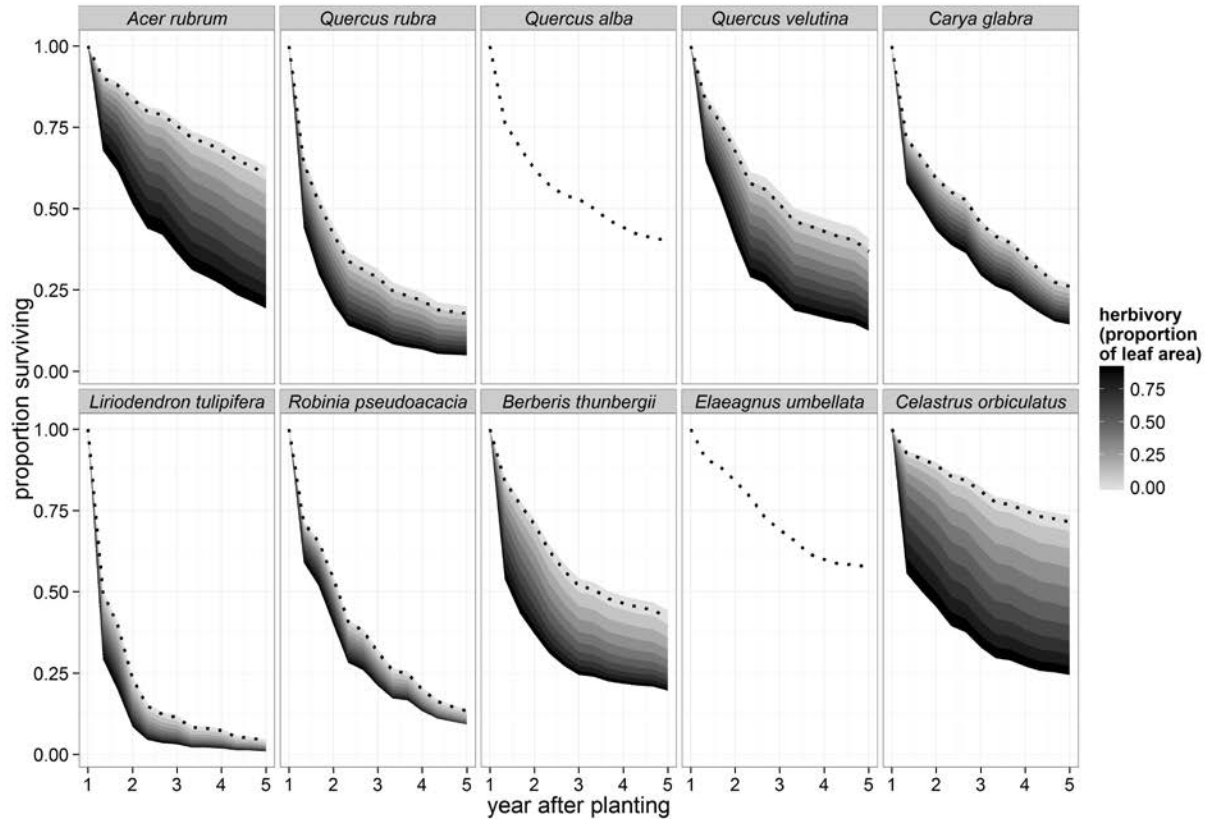 Acer rubrum
Quercus rubra
Quercus alba
Quercus velutina
Carya glabra
1.00
0.75
0.50
0.25
0.00
Liriodendron tulipifera
Robinia pseudoacacia
Berberis thunbergii
Elaeagnus umbellata
Celastrus orbiculatus
1.00
0.75
0.50
0.25
0.00
proportion surviving
1 2 3 4 5
1 2 3 4 5
1 2 3 4 5
1 2 3 4 5
1 2 3 4 5
year after planting
herbivory
(proportion
of leaf area)
0.75
0.50
0.25
0.00